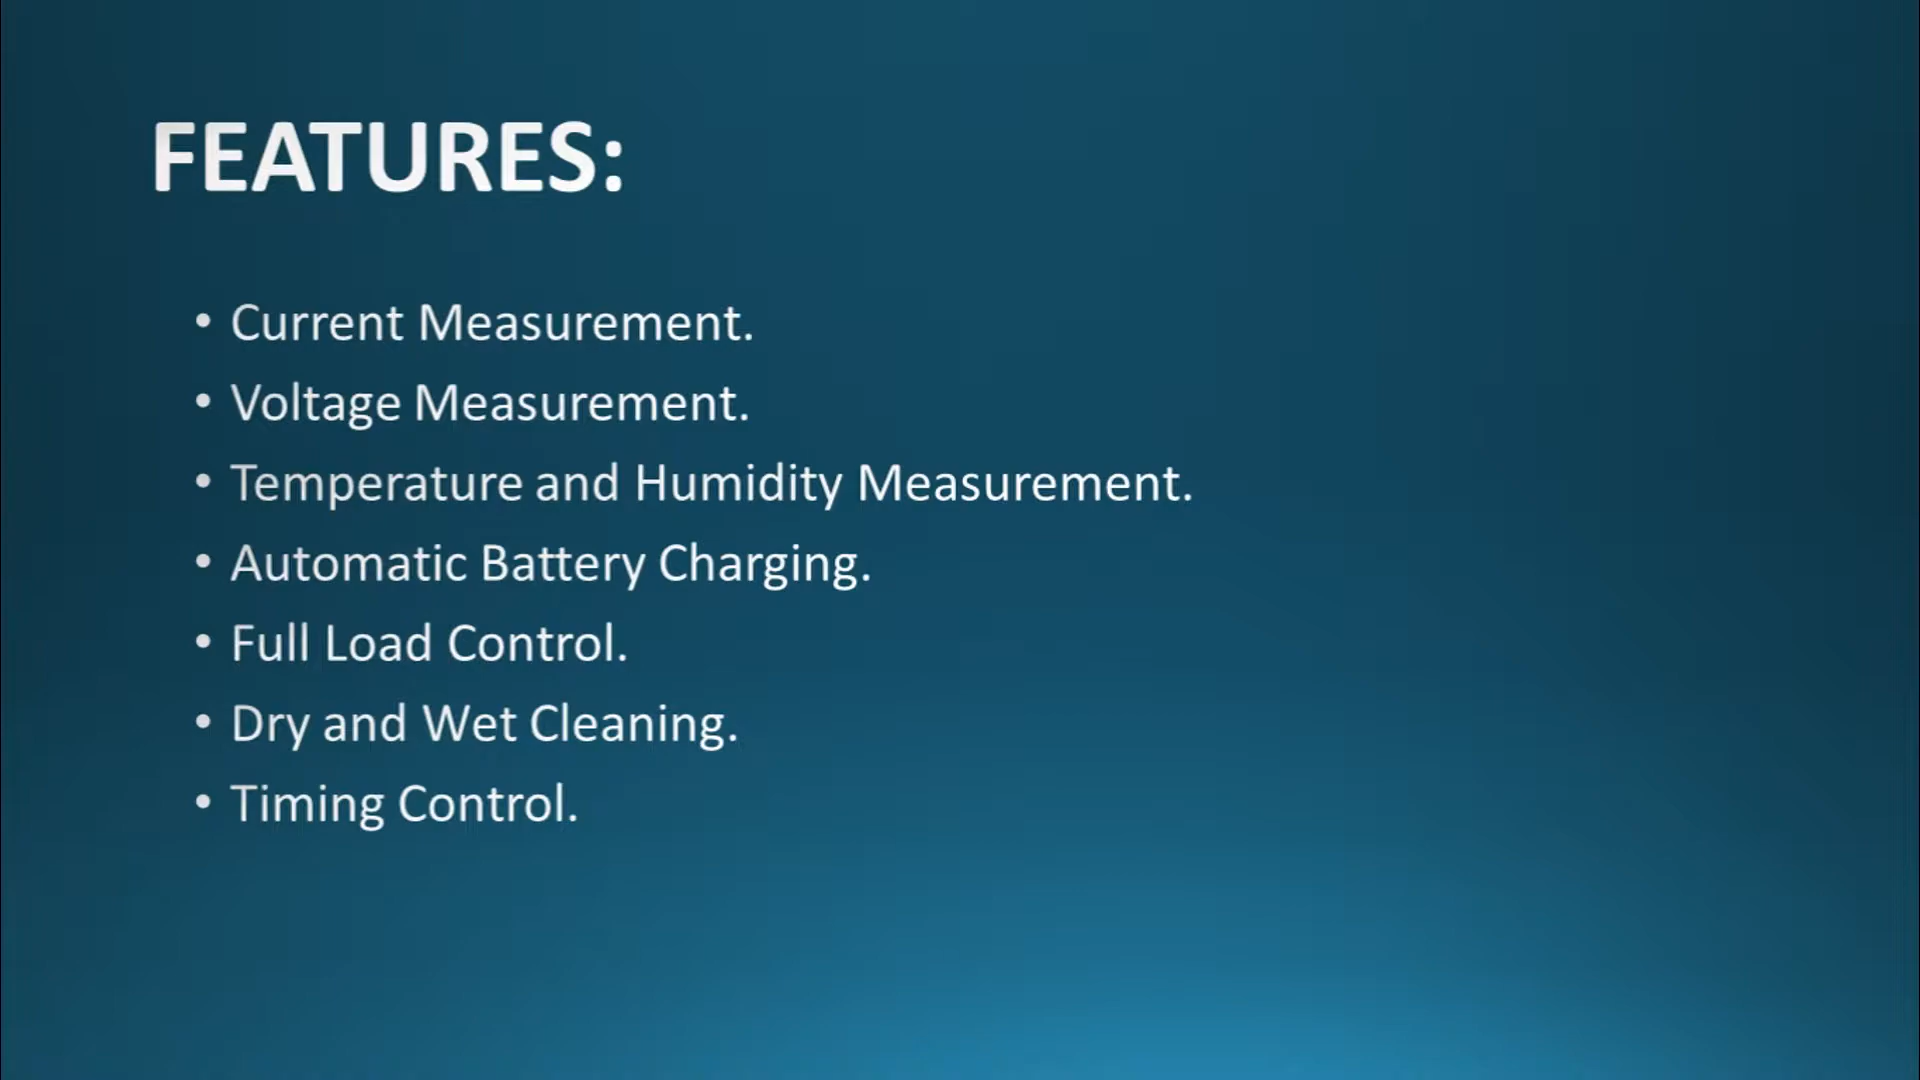 FEATURES:
• Current Measurement.
• Voltage Measurement.
• Temperature and Humidity Measurement.
• Automatic Battery Charging.
• Full Load Control.
• Dry and Wet Cleaning.
• Timing Control.